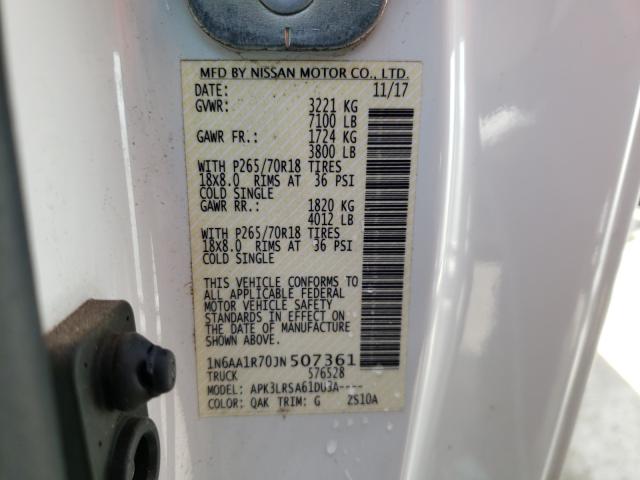 MFD BY NISSAN MOTOR CO., LTD.
DATE: 11/17
GVWR: 3221 KG
7100 LB
GAWR FR.: 1724 KG
3800 LB
WITH P265/70R18 TIRES
18X8.0 RIMS AT 36 PSI
COLD SINGLE
GAWR RR.: 1820 KG
4012 LB
WITH P265/70R18 TIRES
18X8.0 RIMS AT 36 PSI
COLD SINGLE
THIS VEHICLE CONFORMS TO
ALL APPLICABLE FEDERAL
MOTOR VEHICLE SAFETY
STANDARDS IN EFFECT ON
THE DATE OF MANUFACTURE
SHOWN ABOVE.
1N6AA1R70JN507361
TRUCK 576528
MODEL: APK3LRSA61DU3A----
COLOR: QAK TRIM: G 2S10A